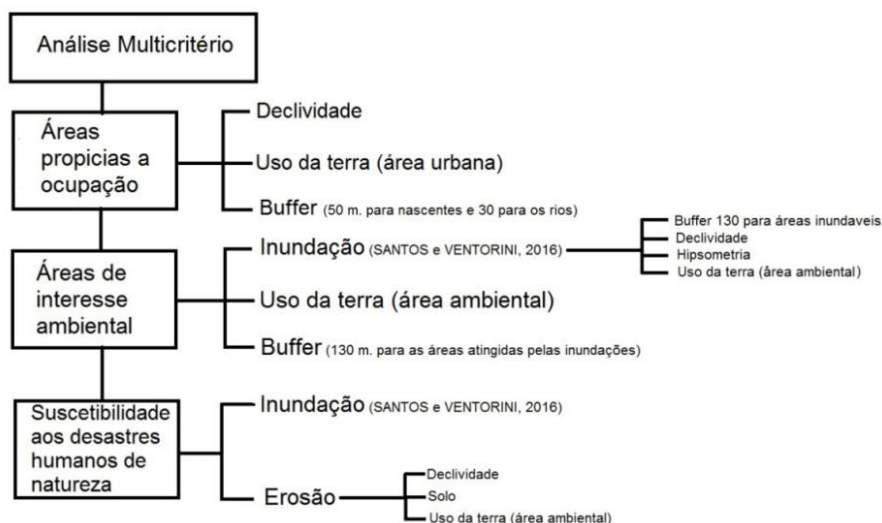 Análise Multicritério
Áreas
propicias a
ocupação
Declividade
Uso da terra (área urbana)
Buffer (50 m. para nascentes e 30 para os rios)
Áreas de
interesse
ambiental
Inundação (SANTOS e VENTORINI, 2016)
Buffer 130 para áreas inundaveis
Declividade
Hipsometria
Uso da terra (área ambiental)
Uso da terra (área ambiental)
Buffer (130 m. para as áreas atingidas pelas inundações)
Suscetibilidade
aos desastres
humanos de
natureza
Inundação (SANTOS e VENTORINI, 2016)
Erosão
Declividade
Solo
Uso da terra (área ambiental)